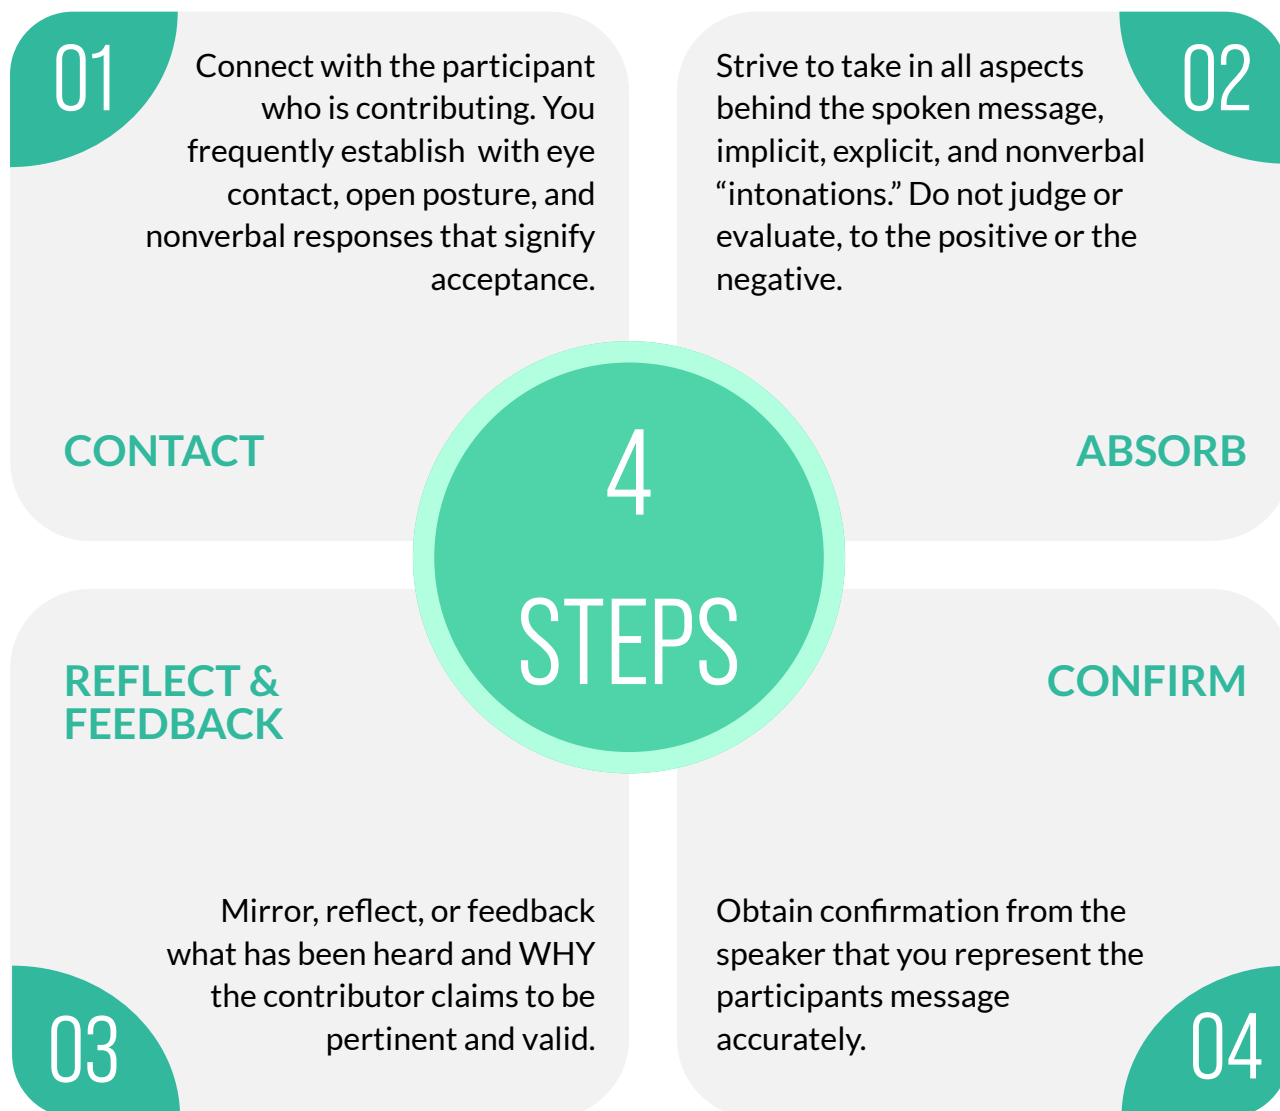 01
Connect with the participant
who is contributing. You
frequently establish  with eye
contact, open posture, and
nonverbal responses that signify
acceptance.
CONTACT
02
Strive to take in all aspects
behind the spoken message,
implicit, explicit, and nonverbal
“intonations.” Do not judge or
evaluate, to the positive or the
negative.
ABSORB
4
STEPS
REFLECT &
FEEDBACK
Mirror, reflect, or feedback
what has been heard and WHY
the contributor claims to be
pertinent and valid.
03
CONFIRM
Obtain confirmation from the
speaker that you represent the
participants message
accurately.
04